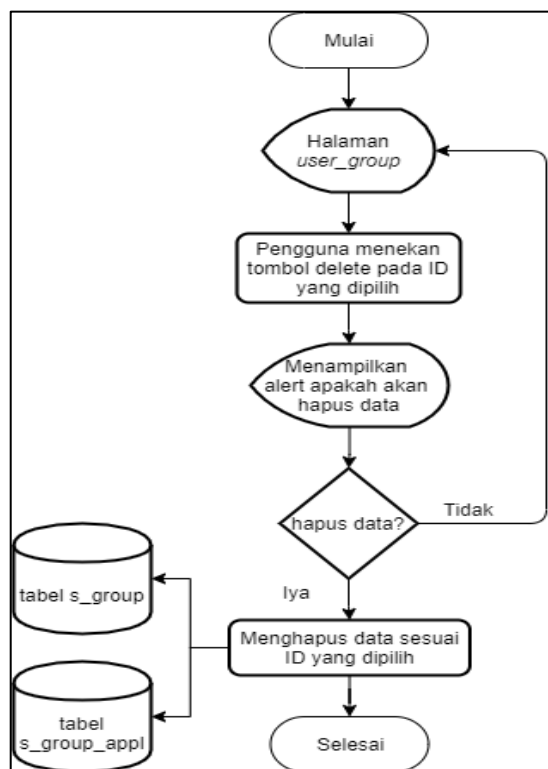 Mulai
Halaman
user_group
Pengguna menekan
tombol delete pada ID
yang dipilih
Menampilkan
alert apakah akan
hapus data
hapus data?
Tidak
Iya
tabel s_group
Menghapus data sesuai
ID yang dipilih
tabel
s_group_appl
Selesai